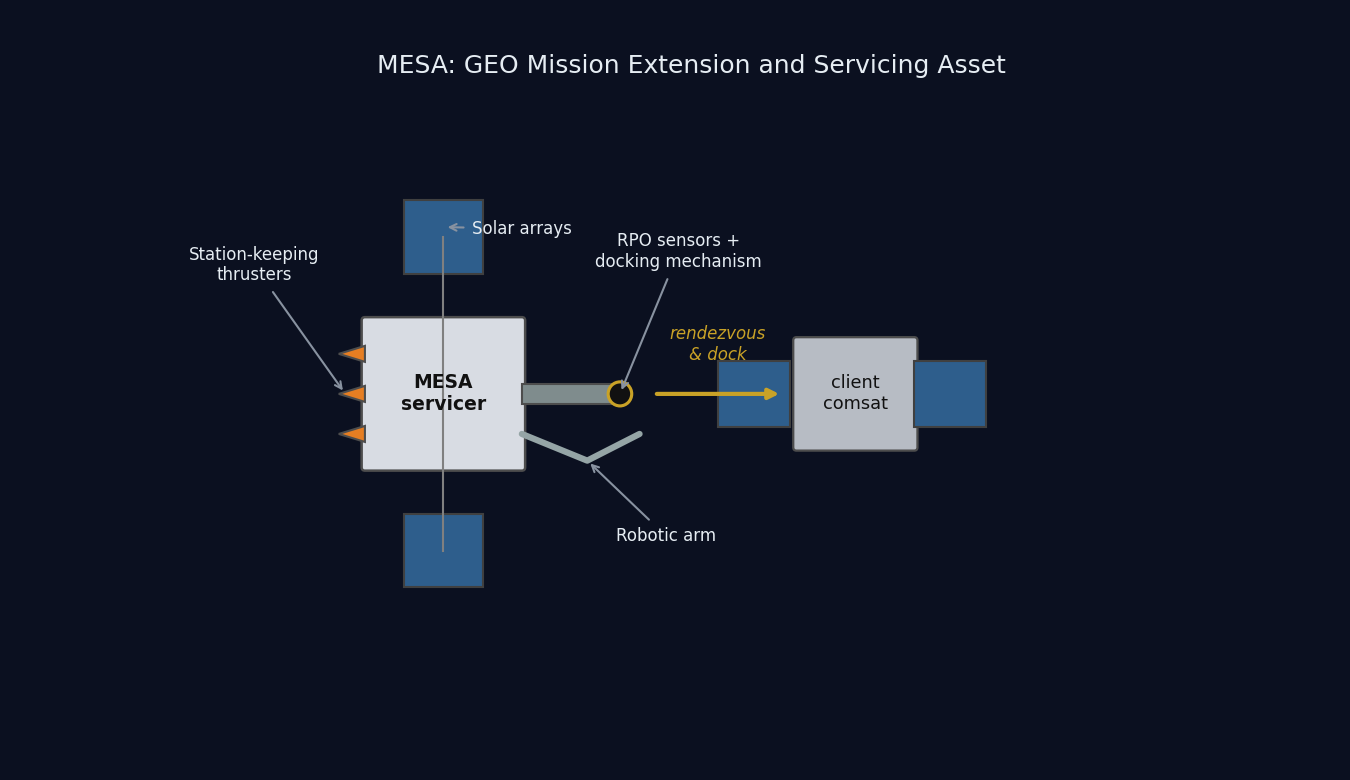 MESA: GEO Mission Extension and Servicing Asset
Solar arrays
Station-keeping
thrusters
RPO sensors +
docking mechanism
rendezvous
& dock
MESA
servicer
client
comsat
Robotic arm